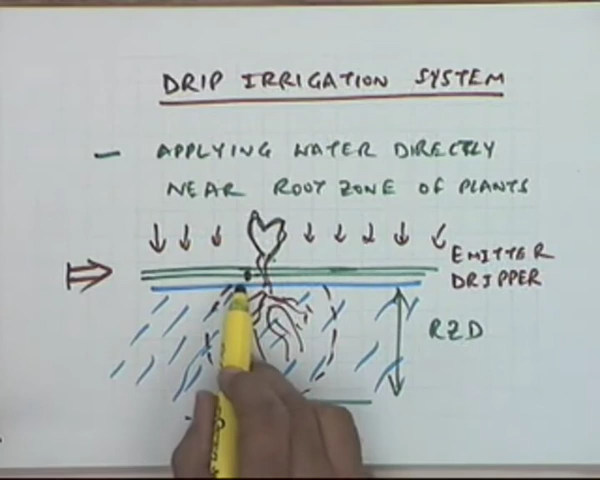 DRIP IRRIGATION SYSTEM
— APPLYING WATER DIRECTLY
NEAR ROOT ZONE OF PLANTS
EMITTER
DRIPPER
RZD